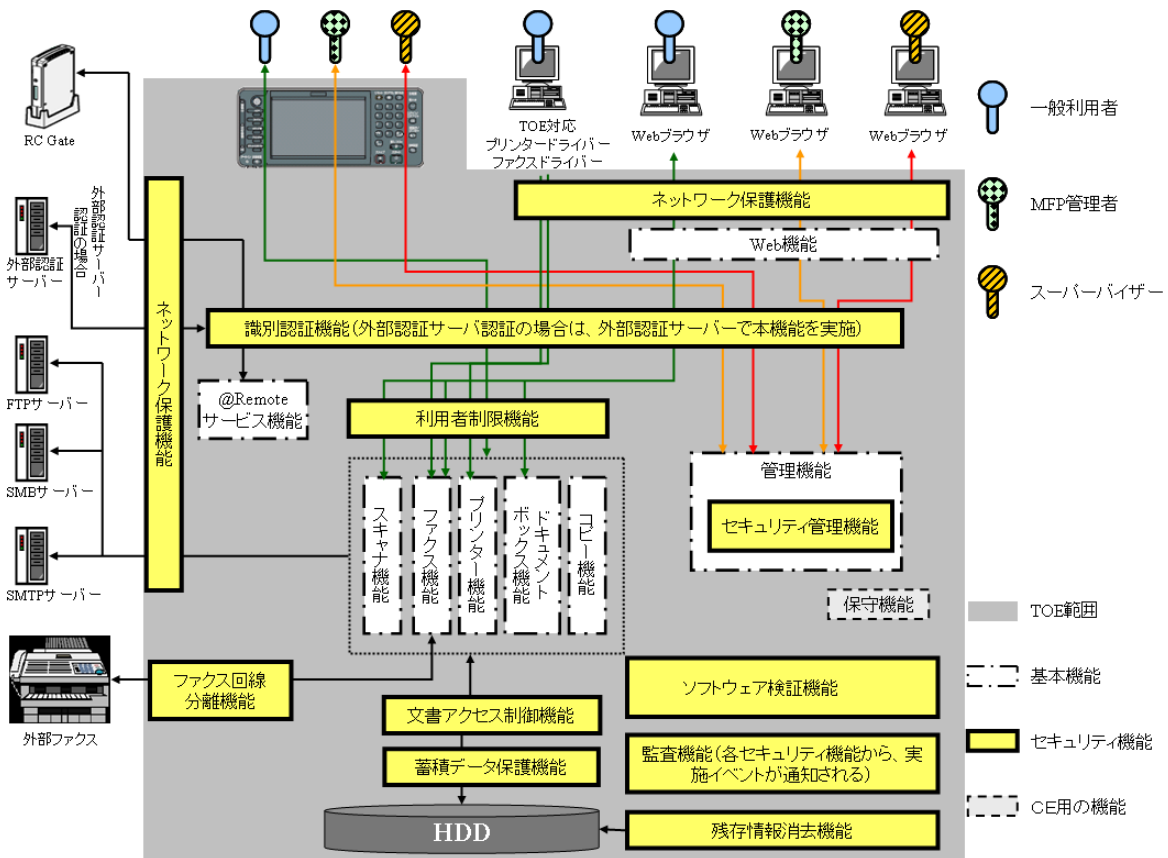 RC Gate
TOE対応
プリンタードライバー
ファクスドライバー
Webブラウザ
Webブラウザ
Webブラウザ
一般利用者
MFP管理者
スーパーバイザー
外部認証サーバー
認証の場合
外部認証
サーバー
ネットワーク保護機能
ネットワーク保護機能
Web機能
識別認証機能(外部認証サーバ認証の場合は、外部認証サーバーで本機能を実施)
@Remote
サービス機能
利用者制限機能
FTPサーバー
SMBサーバー
SMTPサーバー
スキャナ機能
ファクス機能
プリンター機能
ドキュメント
ボックス機能
コピー機能
管理機能
セキュリティ管理機能
保守機能
TOE範囲
基本機能
セキュリティ機能
CE用の機能
外部ファクス
ファクス回線
分離機能
文書アクセス制御機能
蓄積データ保護機能
HDD
ソフトウェア検証機能
監査機能(各セキュリティ機能から、実
施イベントが通知される)
残存情報消去機能